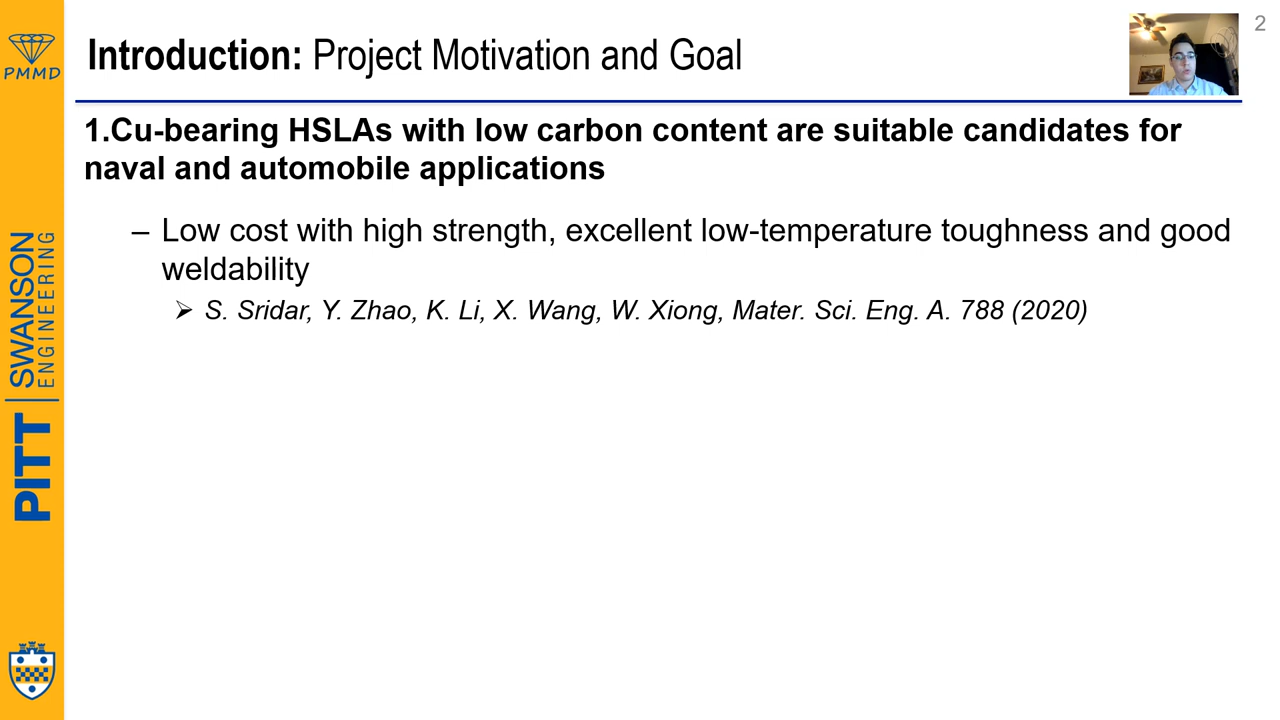 2
Introduction: Project Motivation and Goal
PMMD
1.Cu-bearing HSLAs with low carbon content are suitable candidates for
naval and automobile applications
– Low cost with high strength, excellent low-temperature toughness and good
weldability
➢ S. Sridar, Y. Zhao, K. Li, X. Wang, W. Xiong, Mater. Sci. Eng. A. 788 (2020)
PITT
SWANSON
ENGINEERING